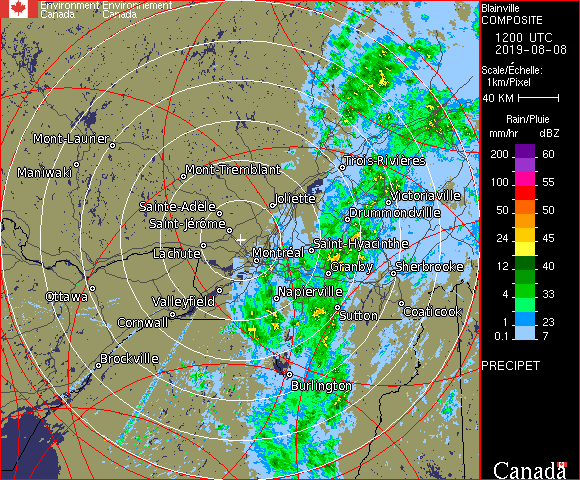 Environment Environnement
Canada Canada
Blainville
COMPOSITE
1200 UTC
2019-08-08
Scale/Échelle:
1km/Pixel
40 KM
Rain/Pluie
mm/hr dBZ
200 60
100 55
50 50
24 45
12 40
4 33
1 23
0.1 7
PRECIPET
Mont-Laurier
Maniwaki
Mont-Tremblant
Trois-Rivières
Sainte-Adèle
Joliette
Victoriaville
Drummondville
Saint-Jérôme
Lachute
Montréal
Saint-Hyacinthe
Granby
Sherbrooke
Ottawa
Valleyfield
Napierville
Cornwall
Sutton
Coaticook
Brockville
Burlington
Canada